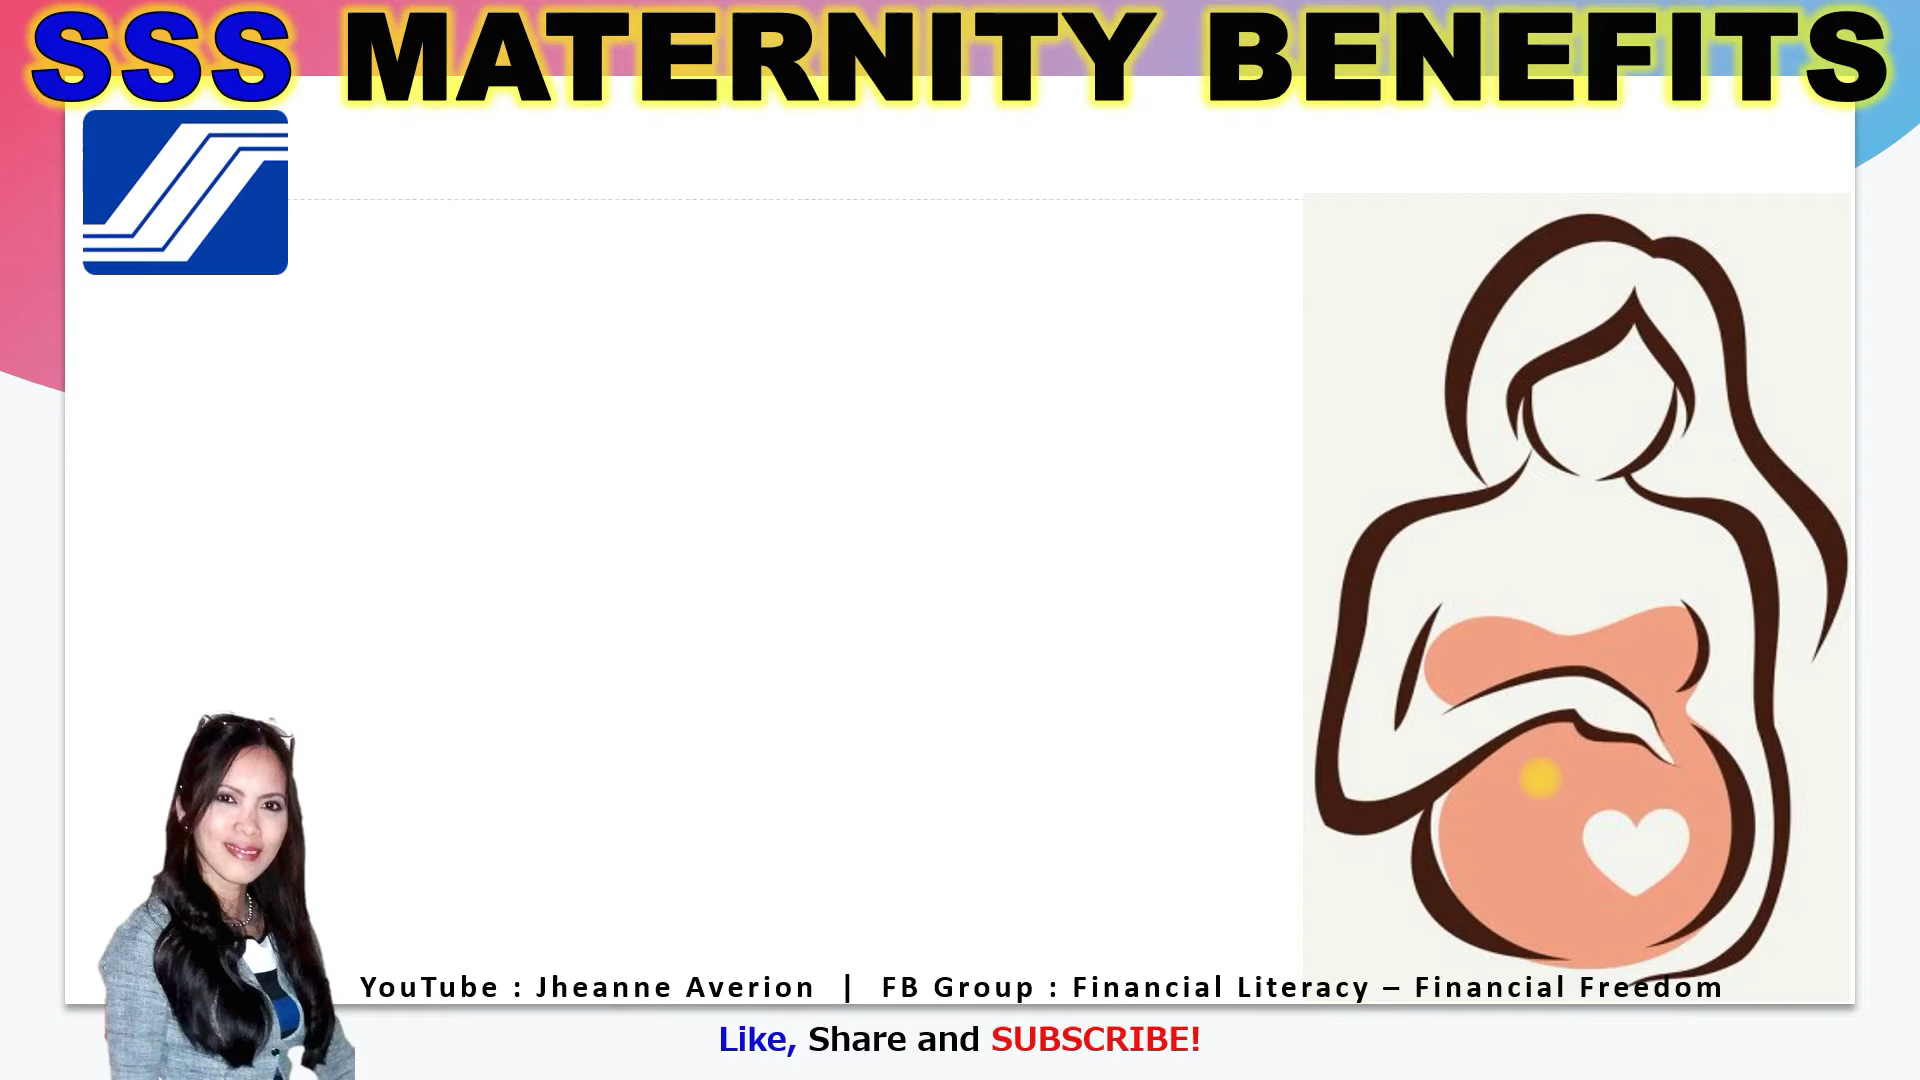 SSS MATERNITY BENEFITS
YouTube : Jheanne Averion | FB Group : Financial Literacy – Financial Freedom
Like, Share and SUBSCRIBE!